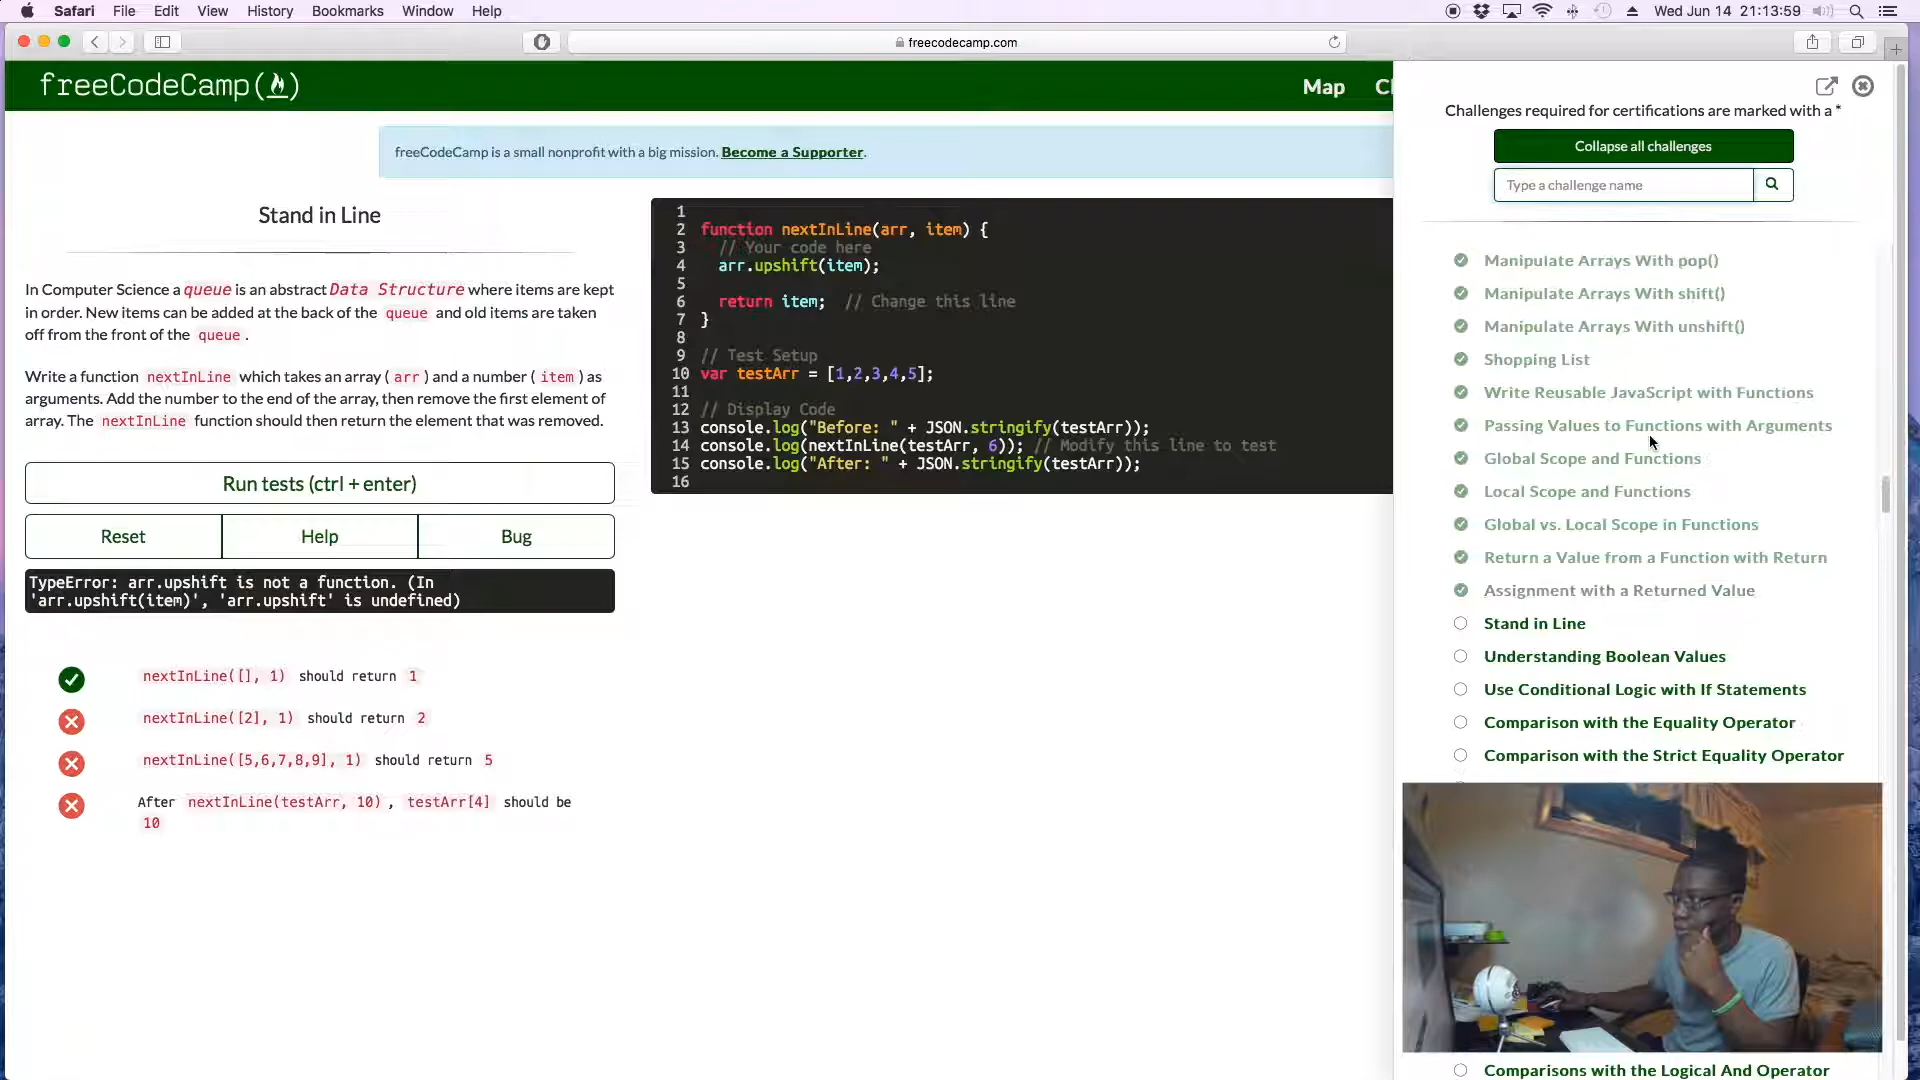 Safari File Edit View History Bookmarks Window Help
Wed Jun 14 21:13:59
freecodecamp.com
freeCodeCamp(
Map
Cl
freeCodeCamp is a small nonprofit with a big mission. Become a Supporter.
Stand in Line
In Computer Science a queue is an abstract Data Structure where items are kept
in order. New items can be added at the back of the queue and old items are taken
off from the front of the queue .
Write a function nextInLine which takes an array ( arr ) and a number ( item ) as
arguments. Add the number to the end of the array, then remove the first element of
array. The nextInLine function should then return the element that was removed.
Run tests (ctrl + enter)
Reset
Help
Bug
TypeError: arr.upshift is not a function. (In
'arr.upshift(item)', 'arr.upshift' is undefined)
nextInLine([], 1) should return 1
nextInLine([2], 1) should return 2
nextInLine([5,6,7,8,9], 1) should return 5
After nextInLine(testArr, 10) , testArr[4] should be
10
1
2 function nextInLine(arr, item) {
3 // Your code here
4 arr.upshift(item);
5
6 return item; // Change this line
7 }
8
9 // Test Setup
10 var testArr = [1,2,3,4,5];
11
12 // Display Code
13 console.log("Before: " + JSON.stringify(testArr));
14 console.log(nextInLine(testArr, 6)); // Modify this line to test
15 console.log("After: " + JSON.stringify(testArr));
16
Challenges required for certifications are marked with a *
Collapse all challenges
Type a challenge name
Manipulate Arrays With pop()
Manipulate Arrays With shift()
Manipulate Arrays With unshift()
Shopping List
Write Reusable JavaScript with Functions
Passing Values to Functions with Arguments
Global Scope and Functions
Local Scope and Functions
Global vs. Local Scope in Functions
Return a Value from a Function with Return
Assignment with a Returned Value
Stand in Line
Understanding Boolean Values
Use Conditional Logic with If Statements
Comparison with the Equality Operator
Comparison with the Strict Equality Operator
Comparisons with the Logical And Operator